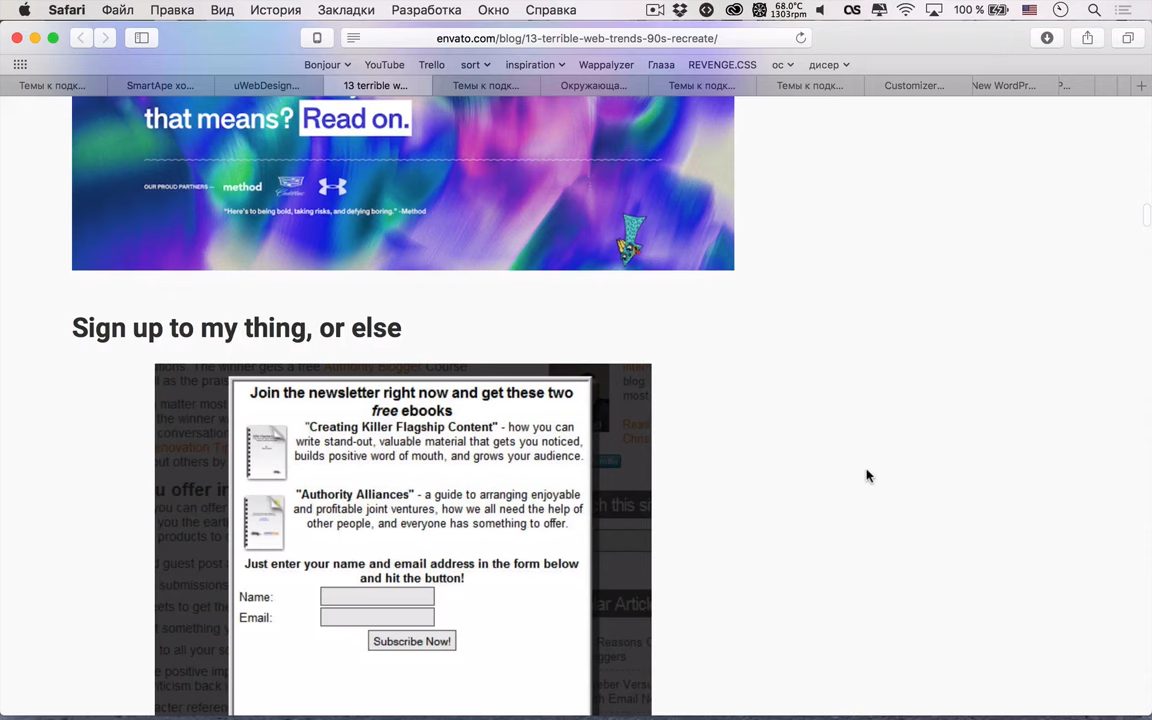 Safari Файл Правка Вид История Закладки Разработка Окно Справка
68.0°C
1303rpm
100 %
envato.com/blog/13-terrible-web-trends-90s-recreate/
Bonjour YouTube Trello sort inspiration Wappalyzer Глаза REVENGE.CSS ос дисер
Темы к подк... SmartApe хо... uWebDesign... 13 terrible w... Темы к подк... Окружающа... Темы к подк... Темы к подк... Customizer... New WordPr... Р...
that means? Read on.
OUR PROUD PARTNERS — method Cadillac
"Here's to being bold, taking risks, and defying boring." -Method
Sign up to my thing, or else
Join the newsletter right now and get these two
free ebooks
"Creating Killer Flagship Content" - how you can
write stand-out, valuable material that gets you noticed,
builds positive word of mouth, and grows your audience.
"Authority Alliances" - a guide to arranging enjoyable
and profitable joint ventures, how we all need the help of
other people, and everyone has something to offer.
Just enter your name and email address in the form below
and hit the button!
Name:
Email:
Subscribe Now!